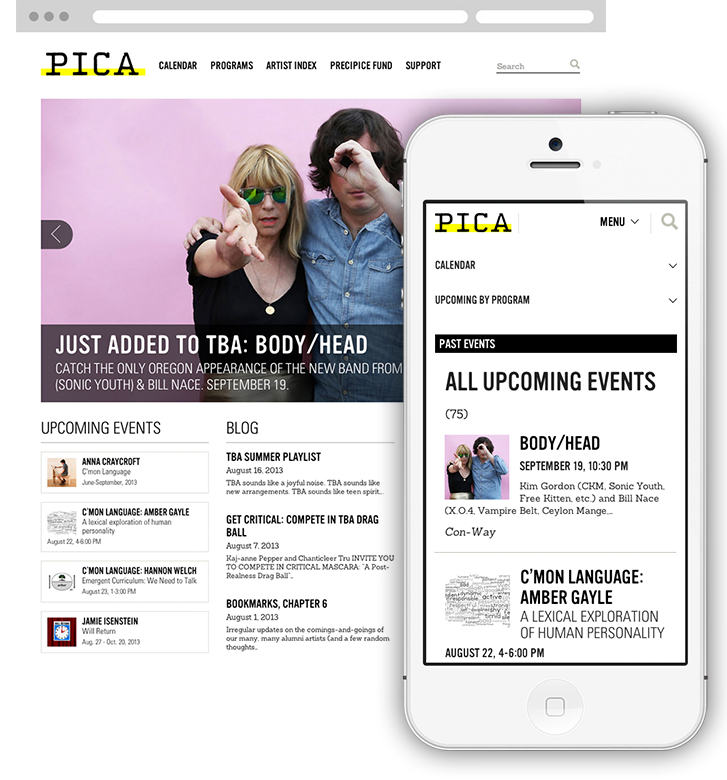 PICA
CALENDAR PROGRAMS ARTIST INDEX PRECIPICE FUND SUPPORT
Search
JUST ADDED TO TBA: BODY/HEAD
CATCH THE ONLY OREGON APPEARANCE OF THE NEW BAND FROM
(SONIC YOUTH) & BILL NACE. SEPTEMBER 19.
UPCOMING EVENTS
ANNA CRAYCROFT
C'mon Language
June-September, 2013
C'MON LANGUAGE: AMBER GAYLE
A lexical exploration of human
personality
August 22, 4-6:00 PM
C'MON LANGUAGE: HANNON WELCH
Emergent Curriculum: We Need to Talk
August 23, 1-3:00 PM
JAMIE ISENSTEIN
Will Return
Aug. 27 - Oct. 20, 2013
BLOG
TBA SUMMER PLAYLIST
August 16, 2013
TBA sounds like a joyful noise. TBA sounds like
new arrangements. TBA sounds like teen spirit...
GET CRITICAL: COMPETE IN TBA DRAG
BALL
August 7, 2013
Kaj-anne Pepper and Chanticleer Tru INVITE YOU
TO COMPETE IN CRITICAL MASCARA: "A Post-
Realness Drag Ball"...
BOOKMARKS, CHAPTER 6
August 1, 2013
Irregular updates on the comings-and-goings of
our many, many alumni artists (and a few random
thoughts...
PICA
MENU
CALENDAR
UPCOMING BY PROGRAM
PAST EVENTS
ALL UPCOMING EVENTS
(75)
BODY/HEAD
SEPTEMBER 19, 10:30 PM
Kim Gordon (CKM, Sonic Youth,
Free Kitten, etc.) and Bill Nace
(X.O.4, Vampire Belt, Ceylon Mange,...
Con-Way
C'MON LANGUAGE:
AMBER GAYLE
A LEXICAL EXPLORATION
OF HUMAN PERSONALITY
AUGUST 22, 4-6:00 PM
active